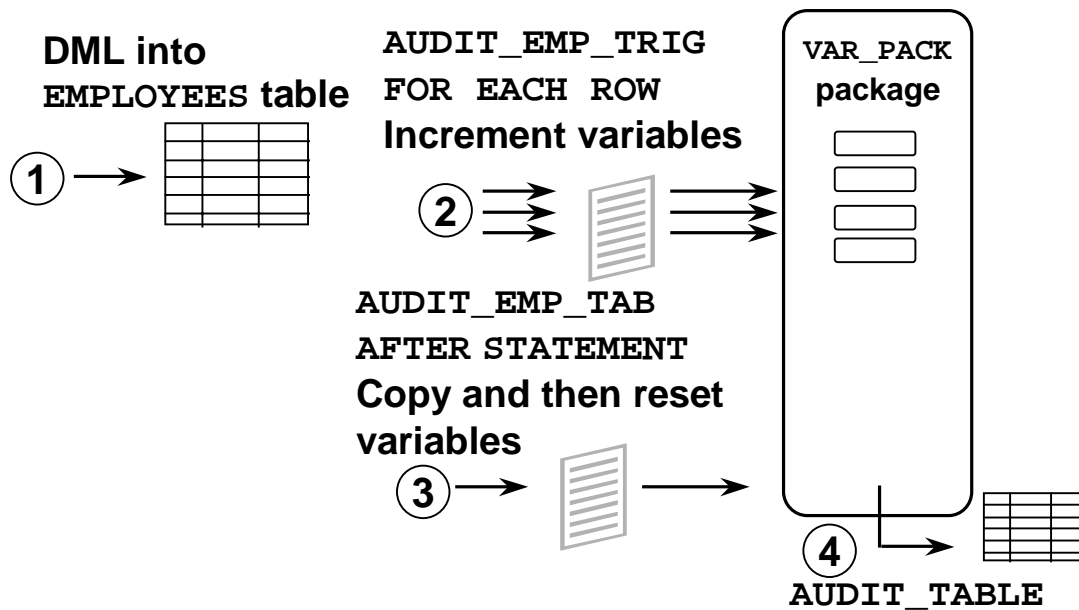 DML into
EMPLOYEES table
1
AUDIT_EMP_TRIG
FOR EACH ROW
Increment variables
2
VAR_PACK
package
AUDIT_EMP_TAB
AFTER STATEMENT
Copy and then reset
variables
3
4
AUDIT_TABLE